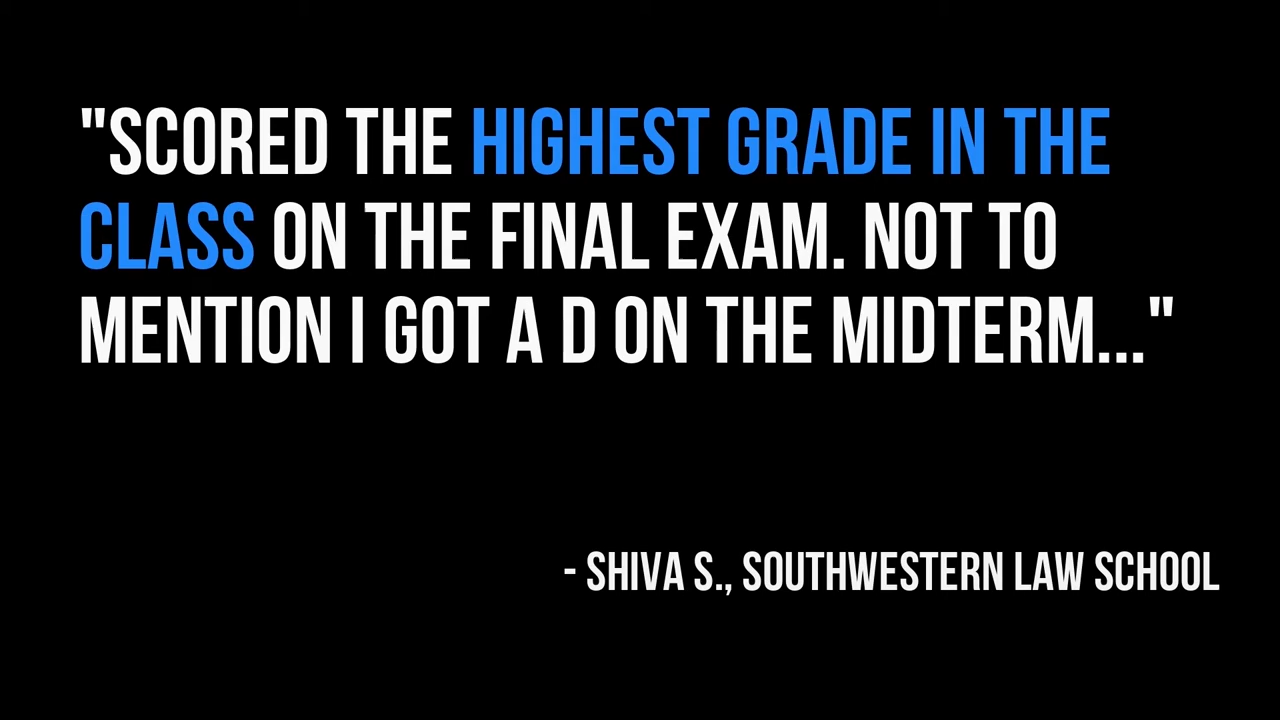 "SCORED THE HIGHEST GRADE IN THE
CLASS ON THE FINAL EXAM. NOT TO
MENTION I GOT A D ON THE MIDTERM..."
- SHIVA S., SOUTHWESTERN LAW SCHOOL